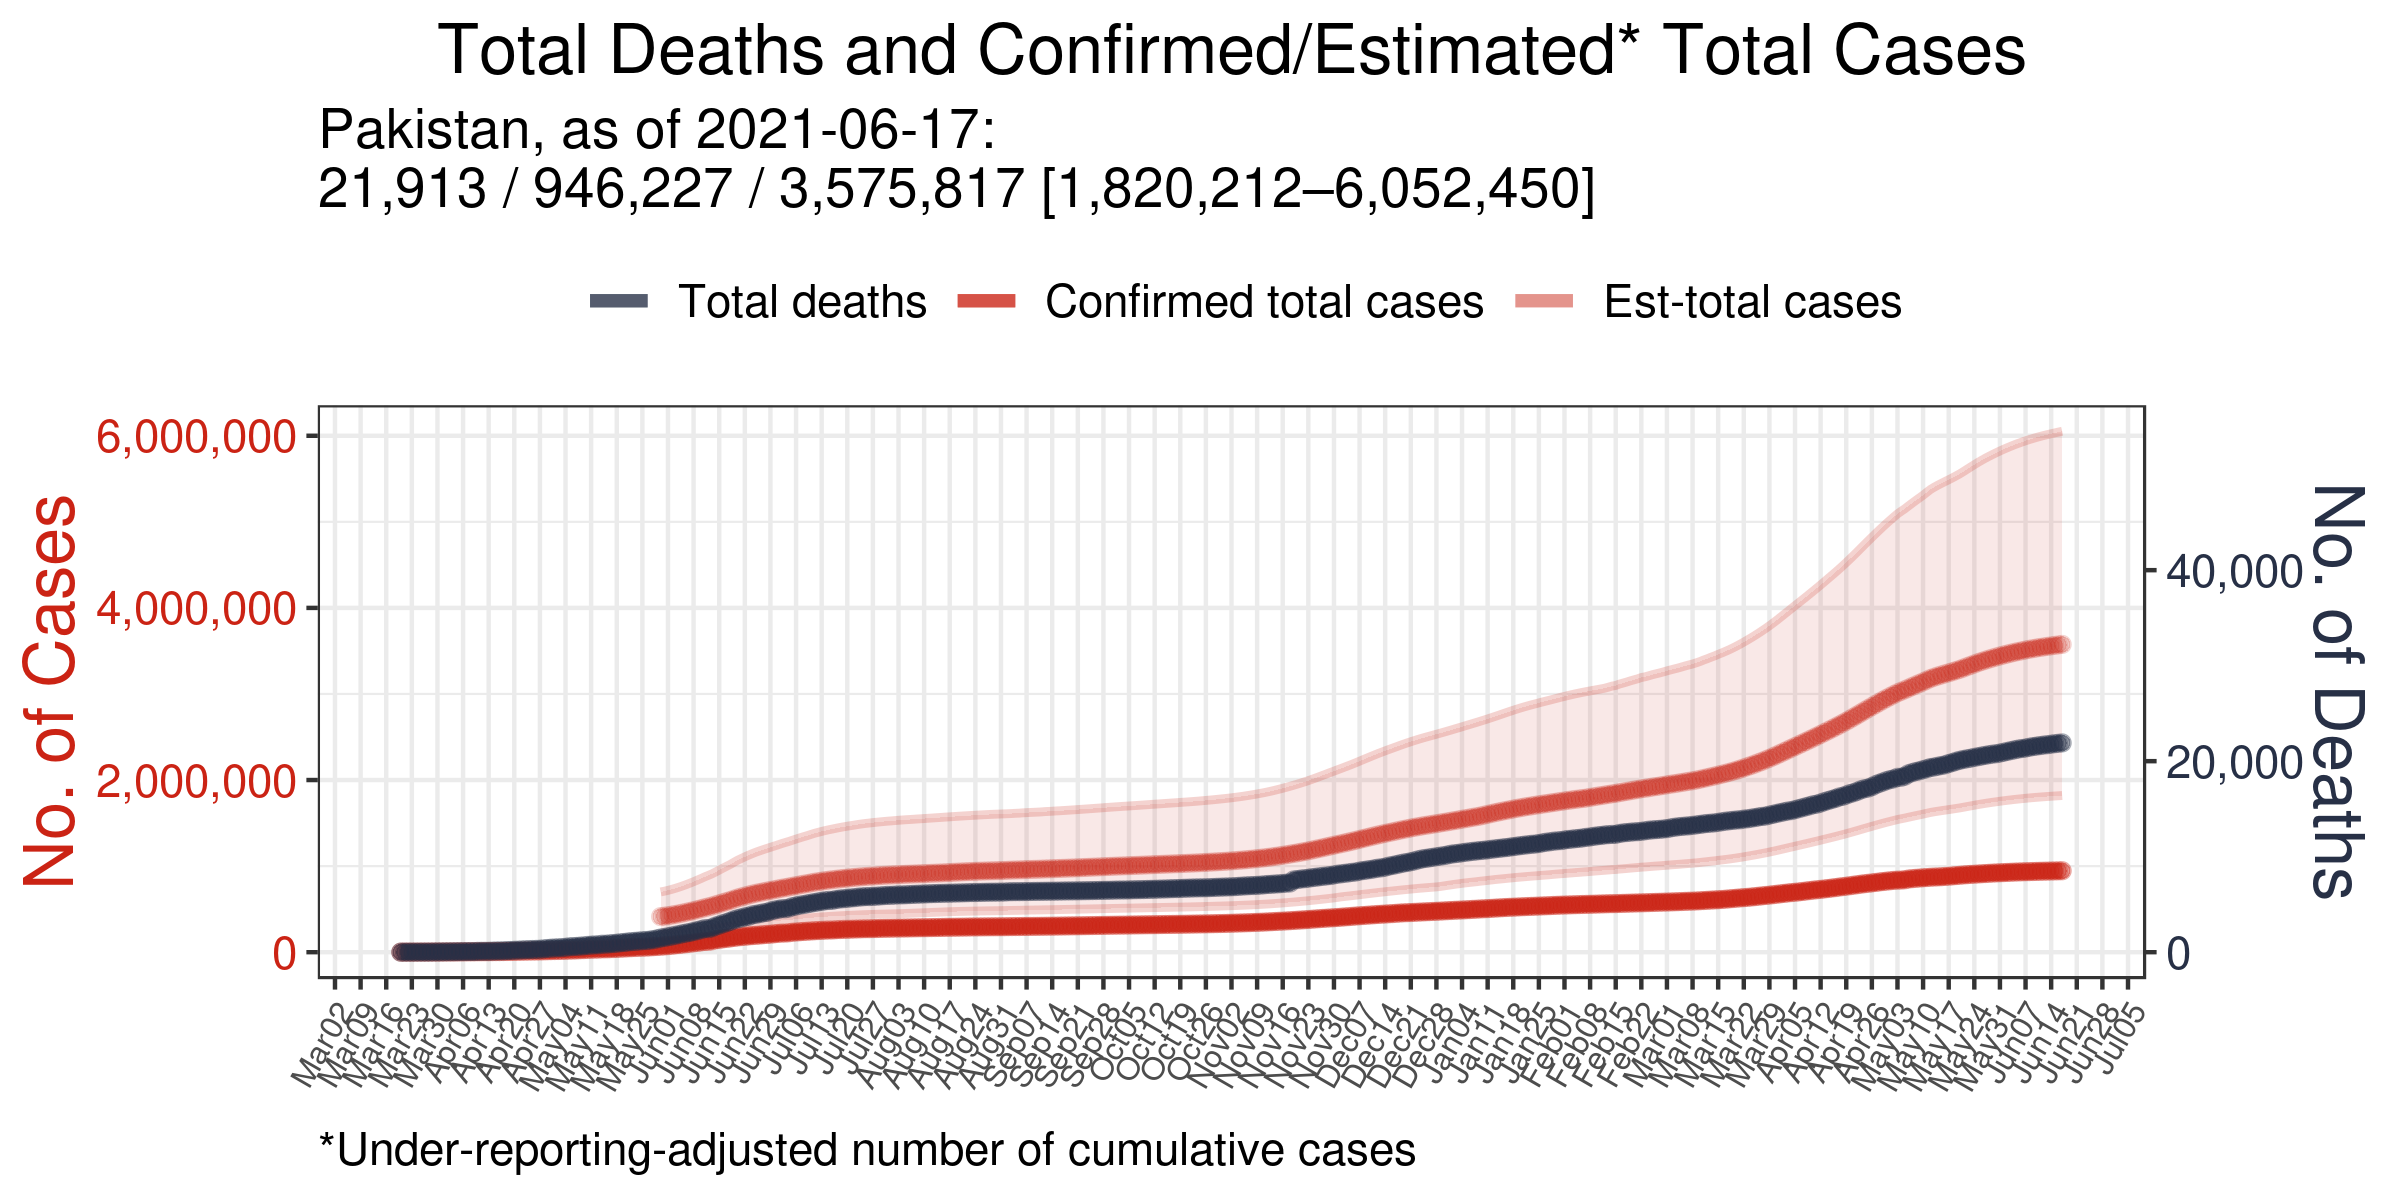 Total Deaths and Confirmed/Estimated* Total Cases
Pakistan, as of 2021-06-17:
21,913 / 946,227 / 3,575,817 [1,820,212–6,052,450]
Total deaths
Confirmed total cases
Est-total cases
No. of Cases
6,000,000
4,000,000
2,000,000
0
No. of Deaths
40,000
20,000
0
Mar02
Mar09
Mar16
Mar23
Mar30
Apr06
Apr13
Apr20
Apr27
May04
May11
May18
May25
Jun01
Jun08
Jun15
Jun22
Jun29
Jul06
Jul13
Jul20
Jul27
Aug03
Aug10
Aug17
Aug24
Aug31
Sep07
Sep14
Sep21
Sep28
Oct05
Oct12
Oct19
Oct26
Nov02
Nov09
Nov16
Nov23
Nov30
Dec07
Dec14
Dec21
Dec28
Jan04
Jan11
Jan18
Jan25
Feb01
Feb08
Feb15
Feb22
Mar01
Mar08
Mar15
Mar22
Mar29
Apr05
Apr12
Apr19
Apr26
May03
May10
May17
May24
May31
Jun07
Jun14
Jun21
Jun28
Jul05
*Under-reporting-adjusted number of cumulative cases